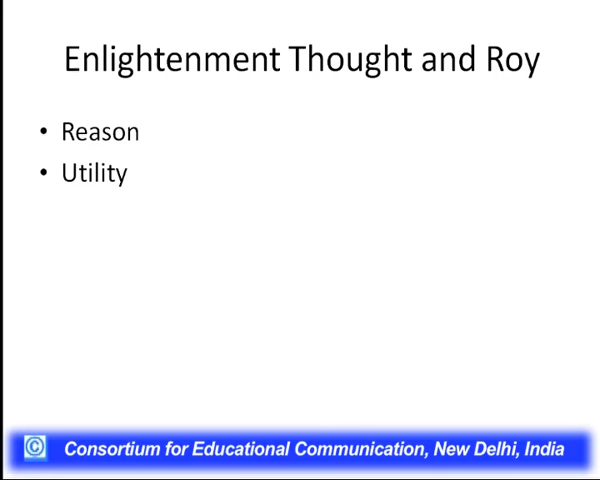 Enlightenment Thought and Roy
• Reason
• Utility
© Consortium for Educational Communication, New Delhi, India